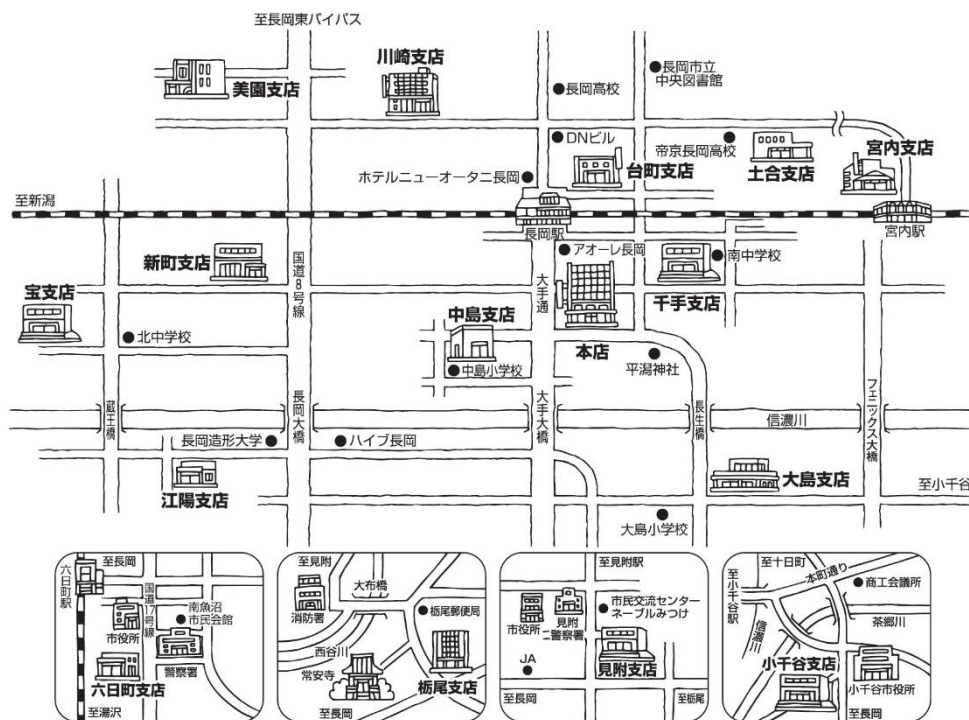 至長岡東バイパス
川崎支店
美園支店
長岡高校
長岡市立
中央図書館
DNビル
帝京長岡高校
宮内支店
台町支店
土合支店
ホテルニューオータニ長岡
至新潟
長岡駅
宮内駅
新町支店
国道8号線
アオーレ長岡
南中学校
大手通
千手支店
宝支店
中島支店
北中学校
本店
中島小学校
平潟神社
蔵王橋
長岡大橋
大手大橋
長生橋
信濃川
フェニックス大橋
長岡造形大学
ハイブ長岡
江陽支店
大島支店
至小千谷
大島小学校
至長岡
六日町駅
国道17号線
南魚沼
市民会館
市役所
警察署
六日町支店
至湯沢
至見附
大布橋
消防署
栃尾郵便局
西谷川
常安寺
栃尾支店
至長岡
至見附駅
市役所
見附
警察署
市民交流センター
ネーブルみつけ
JA
見附支店
至長岡
至栃尾
至十日町
本町通り
商工会議所
至小千谷駅
信濃川
茶郷川
小千谷支店
小千谷市役所
至長岡